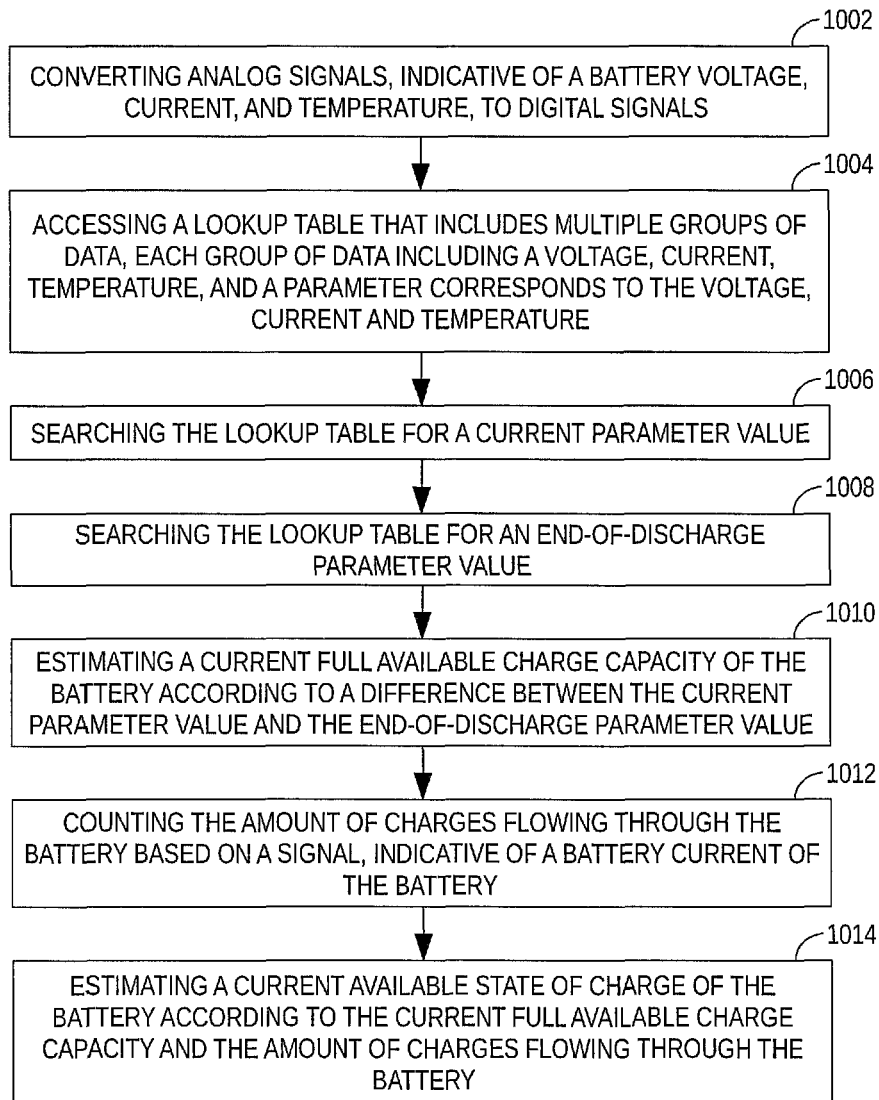 1002
CONVERTING ANALOG SIGNALS, INDICATIVE OF A BATTERY VOLTAGE,
CURRENT, AND TEMPERATURE, TO DIGITAL SIGNALS
1004
ACCESSING A LOOKUP TABLE THAT INCLUDES MULTIPLE GROUPS OF
DATA, EACH GROUP OF DATA INCLUDING A VOLTAGE, CURRENT,
TEMPERATURE, AND A PARAMETER CORRESPONDS TO THE VOLTAGE,
CURRENT AND TEMPERATURE
1006
SEARCHING THE LOOKUP TABLE FOR A CURRENT PARAMETER VALUE
1008
SEARCHING THE LOOKUP TABLE FOR AN END-OF-DISCHARGE
PARAMETER VALUE
1010
ESTIMATING A CURRENT FULL AVAILABLE CHARGE CAPACITY OF THE
BATTERY ACCORDING TO A DIFFERENCE BETWEEN THE CURRENT
PARAMETER VALUE AND THE END-OF-DISCHARGE PARAMETER VALUE
1012
COUNTING THE AMOUNT OF CHARGES FLOWING THROUGH THE
BATTERY BASED ON A SIGNAL, INDICATIVE OF A BATTERY CURRENT OF
THE BATTERY
1014
ESTIMATING A CURRENT AVAILABLE STATE OF CHARGE OF THE
BATTERY ACCORDING TO THE CURRENT FULL AVAILABLE CHARGE
CAPACITY AND THE AMOUNT OF CHARGES FLOWING THROUGH THE
BATTERY